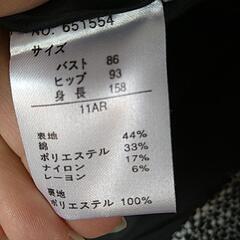 NO. 651554
サイズ
バスト 86
ヒップ 93
身長 158
11AR
表地 44%
綿 33%
ポリエステル 17%
ナイロン 6%
レーヨン
裏地
ポリエステル 100%